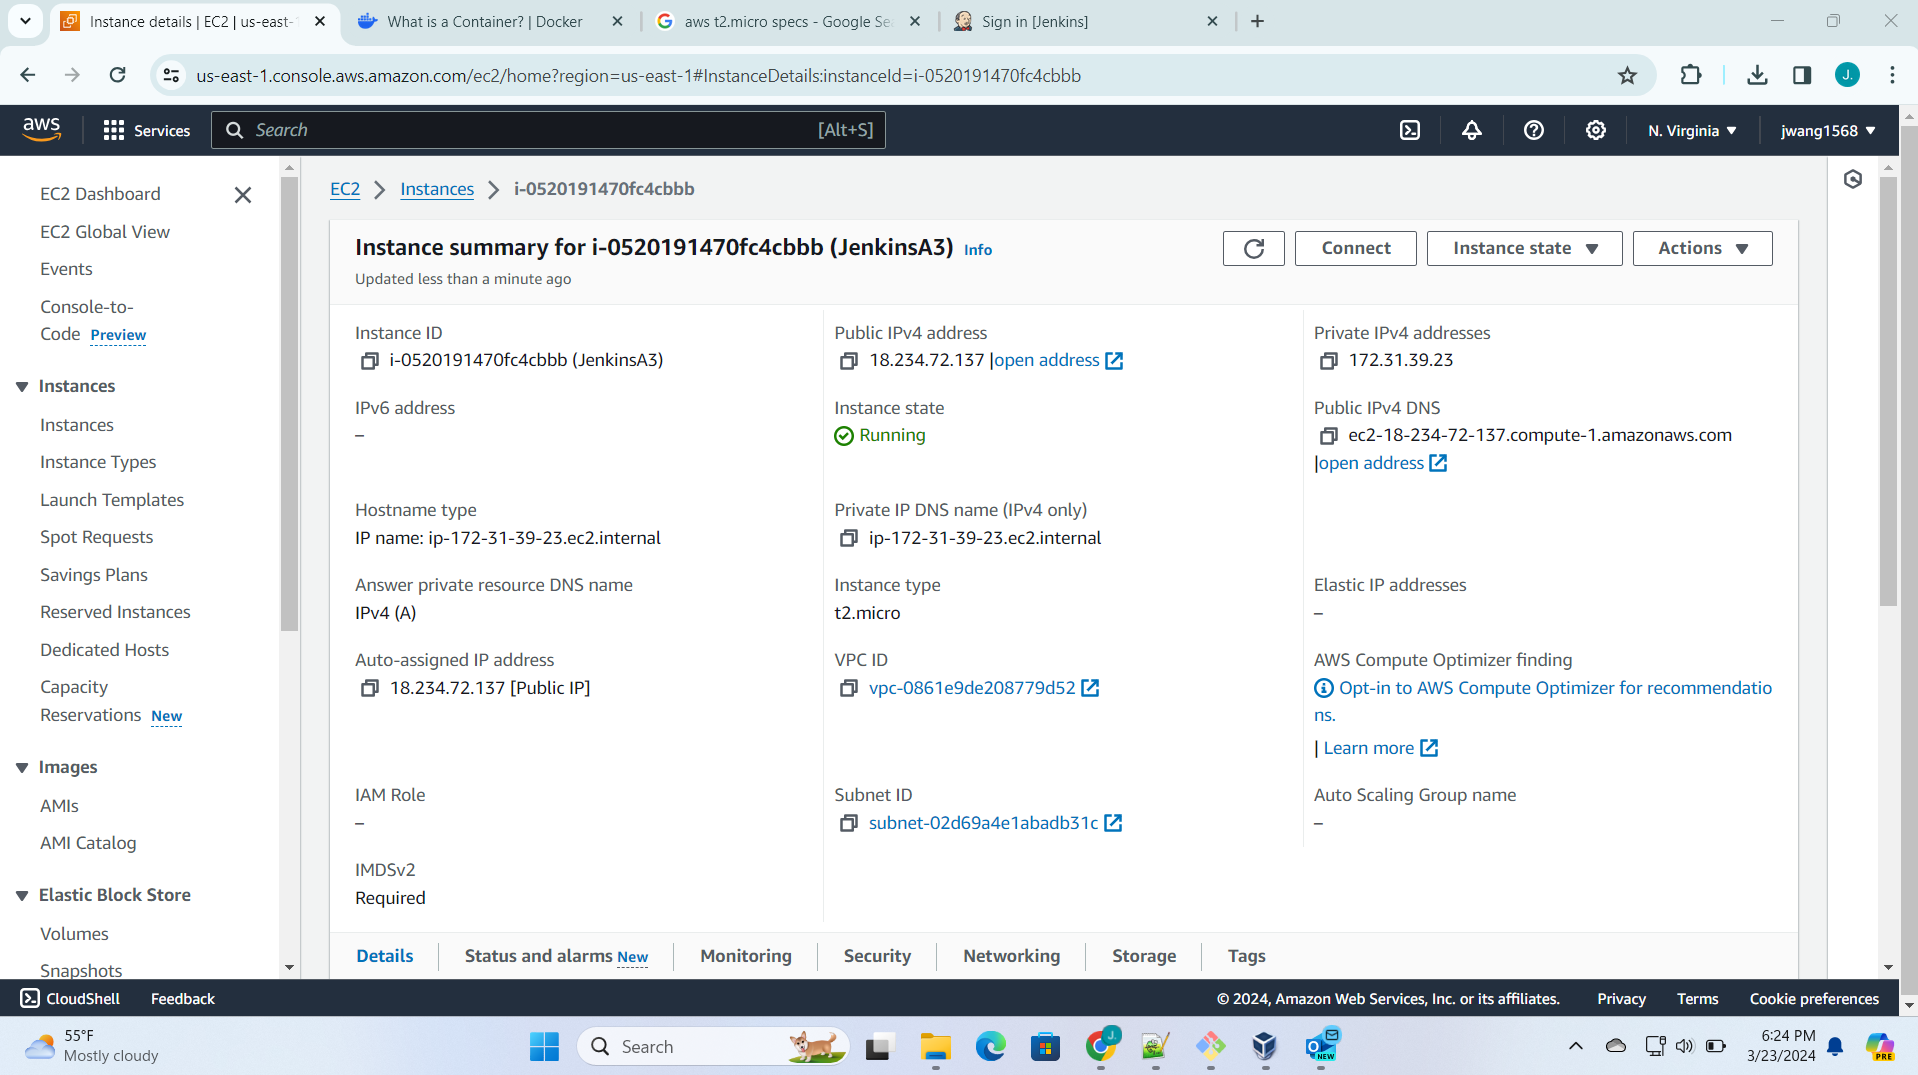 Instance details | EC2 | us-east-
What is a Container? | Docker
aws t2.micro specs - Google Se
Sign in [Jenkins]
us-east-1.console.aws.amazon.com/ec2/home?region=us-east-1#InstanceDetails:instanceId=i-0520191470fc4cbbb
J.
aws
Services
Search
[Alt+S]
N. Virginia
jwang1568
EC2 Dashboard
EC2 Global View
Events
Console-to-
Code Preview
Instances
Instances
Instance Types
Launch Templates
Spot Requests
Savings Plans
Reserved Instances
Dedicated Hosts
Capacity
Reservations New
Images
AMIs
AMI Catalog
Elastic Block Store
Volumes
Snapshots
EC2
Instances
i-0520191470fc4cbbb
Instance summary for i-0520191470fc4cbbb (JenkinsA3) Info
Updated less than a minute ago
Connect
Instance state
Actions
Instance ID
i-0520191470fc4cbbb (JenkinsA3)
Public IPv4 address
18.234.72.137 |open address
Private IPv4 addresses
172.31.39.23
IPv6 address
–
Instance state
Running
Public IPv4 DNS
ec2-18-234-72-137.compute-1.amazonaws.com
|open address
Hostname type
IP name: ip-172-31-39-23.ec2.internal
Private IP DNS name (IPv4 only)
ip-172-31-39-23.ec2.internal
Answer private resource DNS name
IPv4 (A)
Instance type
t2.micro
Elastic IP addresses
–
Auto-assigned IP address
18.234.72.137 [Public IP]
VPC ID
vpc-0861e9de208779d52
AWS Compute Optimizer finding
Opt-in to AWS Compute Optimizer for recommendatio
ns.
| Learn more
IAM Role
–
Subnet ID
subnet-02d69a4e1abadb31c
Auto Scaling Group name
–
IMDSv2
Required
Details
Status and alarms New
Monitoring
Security
Networking
Storage
Tags
CloudShell
Feedback
© 2024, Amazon Web Services, Inc. or its affiliates.
Privacy
Terms
Cookie preferences
55°F
Mostly cloudy
Search
J
NEW
6:24 PM
3/23/2024
PRE